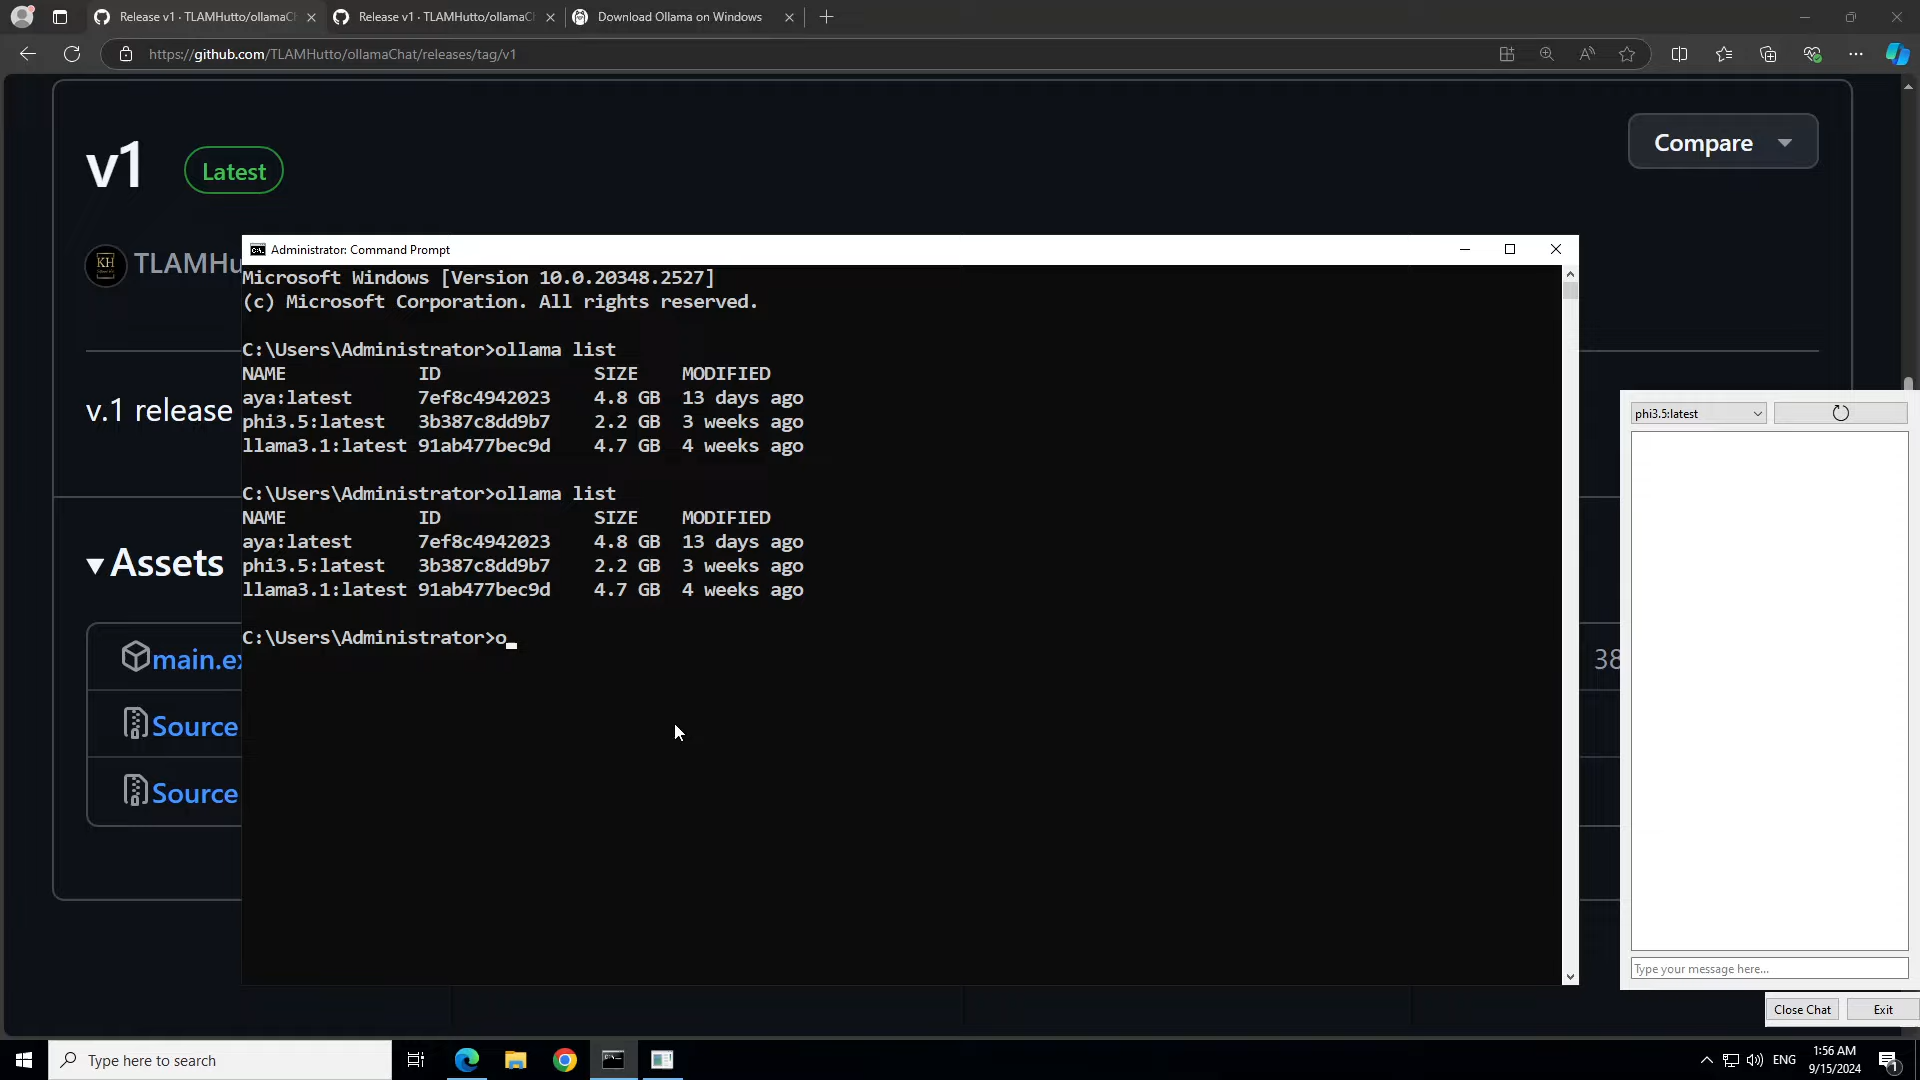 Release v1 · TLAMHutto/ollamaC
Release v1 · TLAMHutto/ollamaC
Download Ollama on Windows
https://github.com/TLAMHutto/ollamaChat/releases/tag/v1
v1
Latest
Compare
KH
TLAMHu
v.1 release
▾Assets
main.ex
38
Source
Source
Administrator: Command Prompt
Microsoft Windows [Version 10.0.20348.2527]
(c) Microsoft Corporation. All rights reserved.
C:\Users\Administrator>ollama list
NAME ID SIZE MODIFIED
aya:latest 7ef8c4942023 4.8 GB 13 days ago
phi3.5:latest 3b387c8dd9b7 2.2 GB 3 weeks ago
llama3.1:latest 91ab477bec9d 4.7 GB 4 weeks ago
C:\Users\Administrator>ollama list
NAME ID SIZE MODIFIED
aya:latest 7ef8c4942023 4.8 GB 13 days ago
phi3.5:latest 3b387c8dd9b7 2.2 GB 3 weeks ago
llama3.1:latest 91ab477bec9d 4.7 GB 4 weeks ago
C:\Users\Administrator>o_
phi3.5:latest
Type your message here...
Close Chat Exit
Type here to search
ENG
1:56 AM
9/15/2024
1